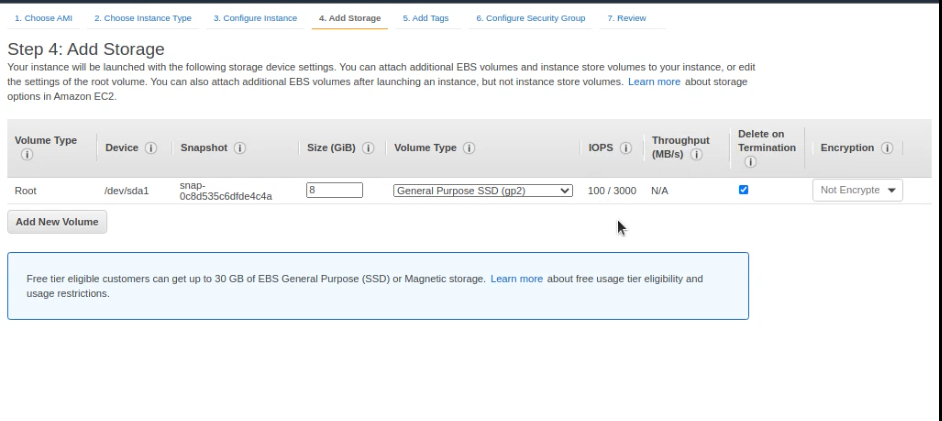 1. Choose AMI 2. Choose Instance Type 3. Configure Instance 4. Add Storage 5. Add Tags 6. Configure Security Group 7. Review
Step 4: Add Storage
Your instance will be launched with the following storage device settings. You can attach additional EBS volumes and instance store volumes to your instance, or edit
the settings of the root volume. You can also attach additional EBS volumes after launching an instance, but not instance store volumes. Learn more about storage
options in Amazon EC2.
Volume Type Device Snapshot Size (GiB) Volume Type IOPS Throughput (MB/s) Delete on Termination Encryption
Root /dev/sda1 snap-0c8d535c6dfde4c4a 8 General Purpose SSD (gp2) 100 / 3000 N/A Not Encrypte
Add New Volume
Free tier eligible customers can get up to 30 GB of EBS General Purpose (SSD) or Magnetic storage. Learn more about free usage tier eligibility and
usage restrictions.